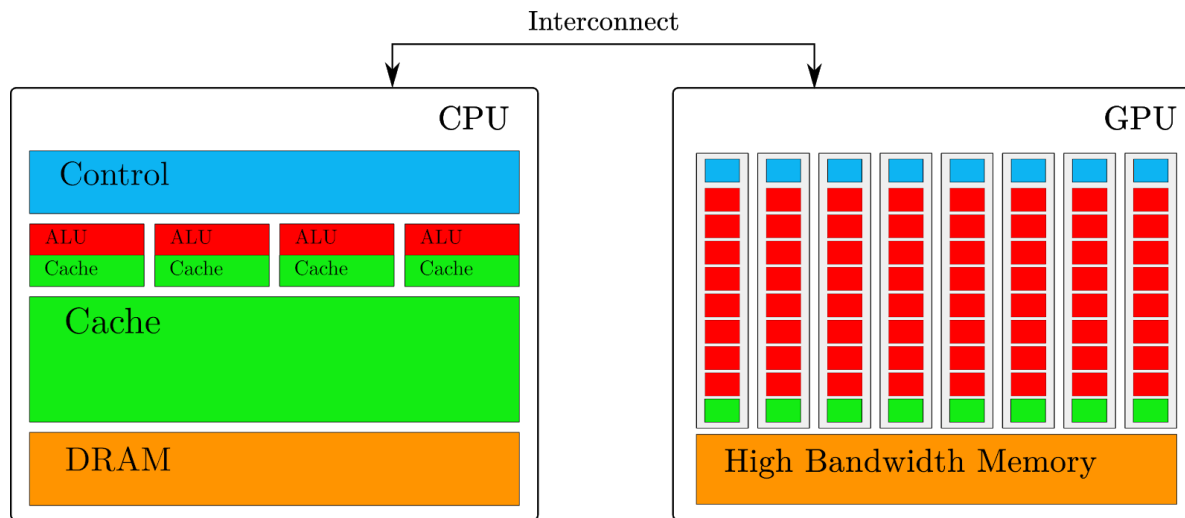 Interconnect
CPU
Control
ALU ALU ALU ALU
Cache Cache Cache Cache
Cache
DRAM
GPU
High Bandwidth Memory